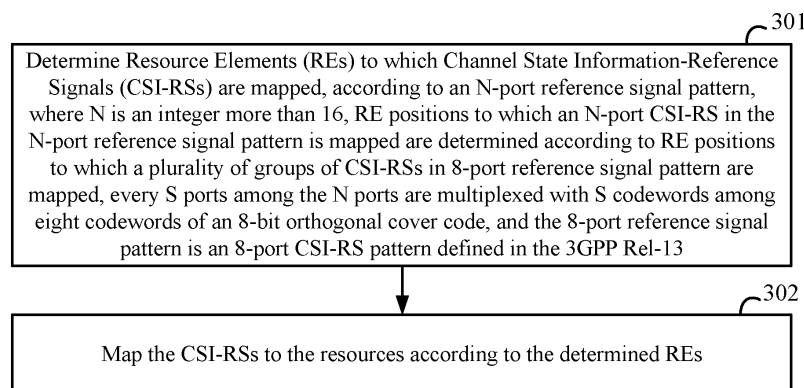 301
Determine Resource Elements (REs) to which Channel State Information-Reference
Signals (CSI-RSs) are mapped, according to an N-port reference signal pattern,
where N is an integer more than 16, RE positions to which an N-port CSI-RS in the
N-port reference signal pattern is mapped are determined according to RE positions
to which a plurality of groups of CSI-RSs in 8-port reference signal pattern are
mapped, every S ports among the N ports are multiplexed with S codewords among
eight codewords of an 8-bit orthogonal cover code, and the 8-port reference signal
pattern is an 8-port CSI-RS pattern defined in the 3GPP Rel-13
302
Map the CSI-RSs to the resources according to the determined REs